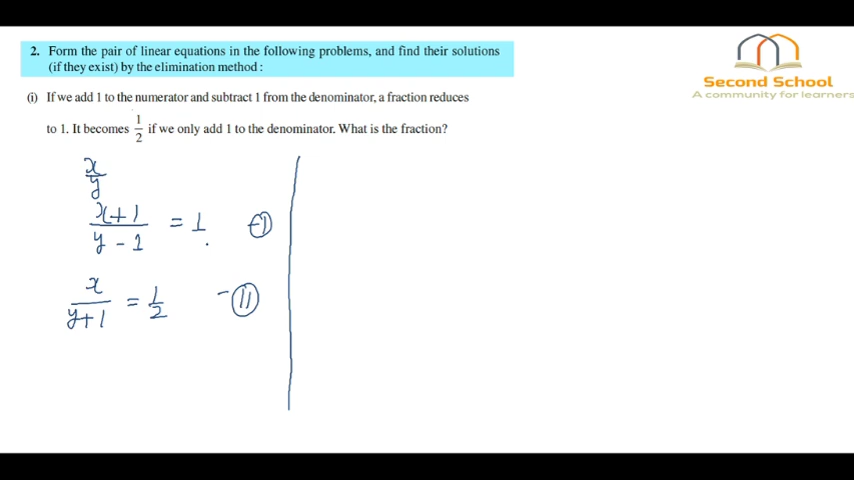 2. Form the pair of linear equations in the following problems, and find their solutions
(if they exist) by the elimination method :
Second School
A community for learners
(i) If we add 1 to the numerator and subtract 1 from the denominator, a fraction reduces
to 1. It becomes 1/2 if we only add 1 to the denominator. What is the fraction?
x/y
(x+1)/(y-1) = 1 -(I)
x/(y+1) = 1/2 -(II)